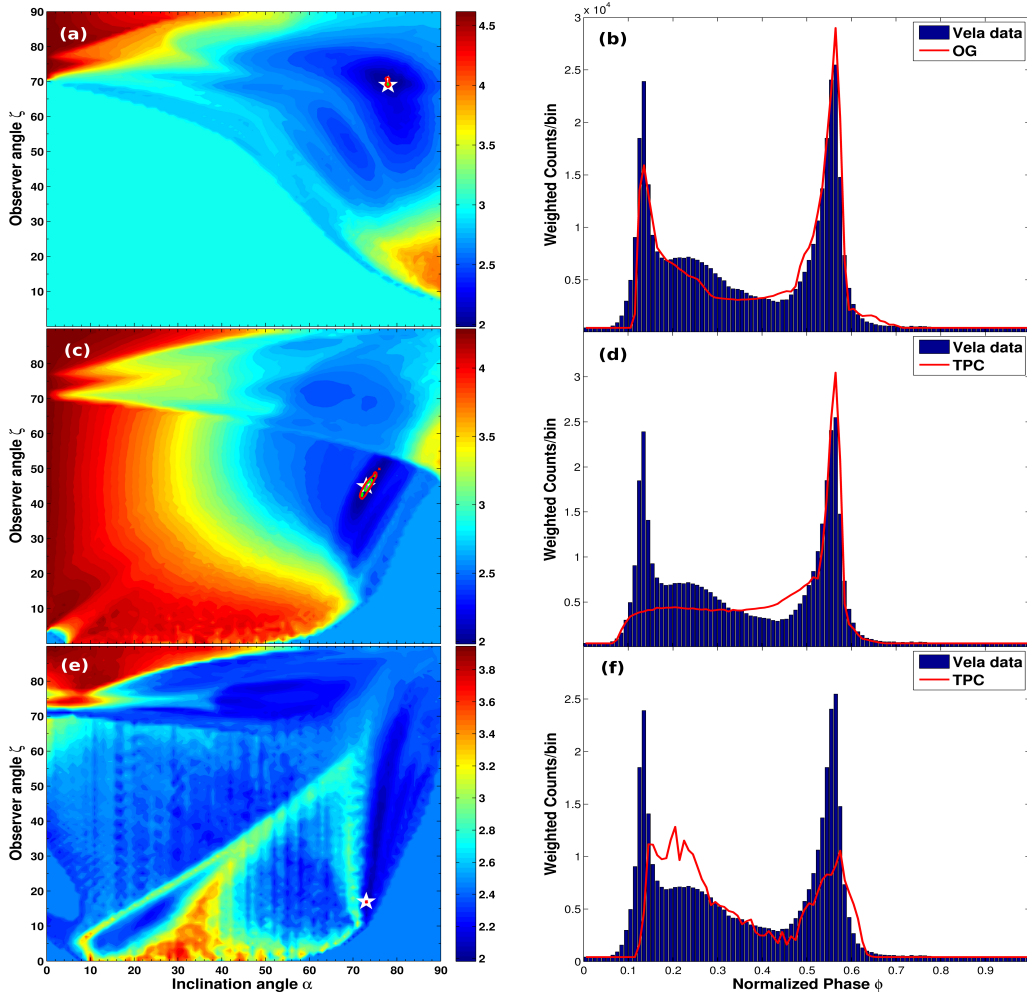 (a)
Observer angle ζ
90
80
70
60
50
40
30
20
10
4.5
4
3.5
3
2.5
2
(b)
x 10⁴
Vela data
OG
Weighted Counts/bin
3
2.5
2
1.5
1
0.5
0
(c)
Observer angle ζ
80
70
60
50
40
30
20
10
0
4
3.5
3
2.5
2
(d)
Vela data
TPC
Weighted Counts/bin
3
2.5
2
1.5
1
0.5
0
(e)
Observer angle ζ
80
70
60
50
40
30
20
10
0
0 10 20 30 40 50 60 70 80 90
Inclination angle α
3.8
3.6
3.4
3.2
3
2.8
2.6
2.4
2.2
2
(f)
Vela data
TPC
Weighted Counts/bin
2.5
2
1.5
1
0.5
0
0 0.1 0.2 0.3 0.4 0.5 0.6 0.7 0.8 0.9
Normalized Phase ϕ